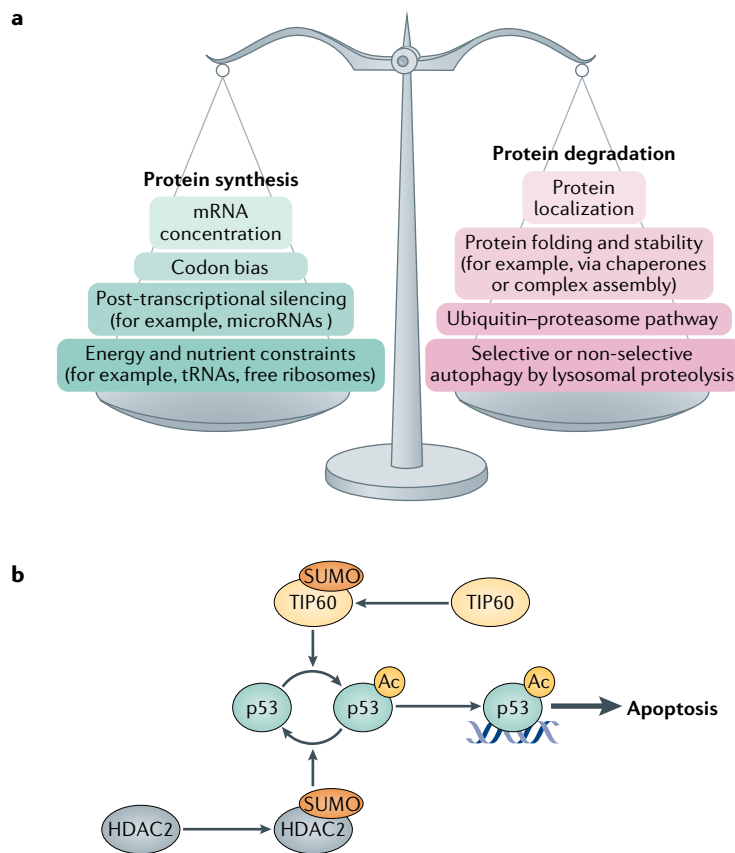 a
Protein synthesis
mRNA
concentration
Codon bias
Post-transcriptional silencing
(for example, microRNAs )
Energy and nutrient constraints
(for example, tRNAs, free ribosomes)
Protein degradation
Protein
localization
Protein folding and stability
(for example, via chaperones
or complex assembly)
Ubiquitin–proteasome pathway
Selective or non-selective
autophagy by lysosomal proteolysis
b
SUMO
TIP60
TIP60
p53
p53
Ac
p53
Ac
Apoptosis
HDAC2
SUMO
HDAC2